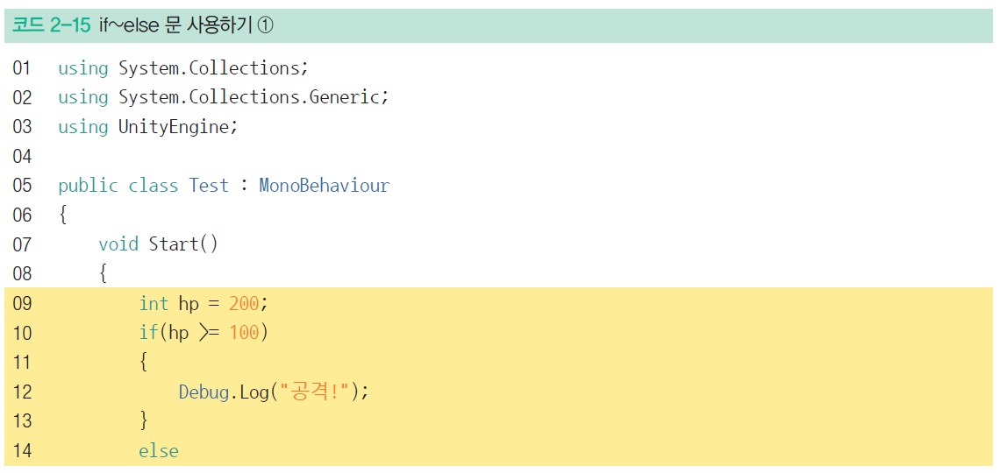 코드 2-15 if~else 문 사용하기 ①
01 using System.Collections;
02 using System.Collections.Generic;
03 using UnityEngine;
04
05 public class Test : MonoBehaviour
06 {
07 void Start()
08 {
09 int hp = 200;
10 if(hp >= 100)
11 {
12 Debug.Log("공격!");
13 }
14 else